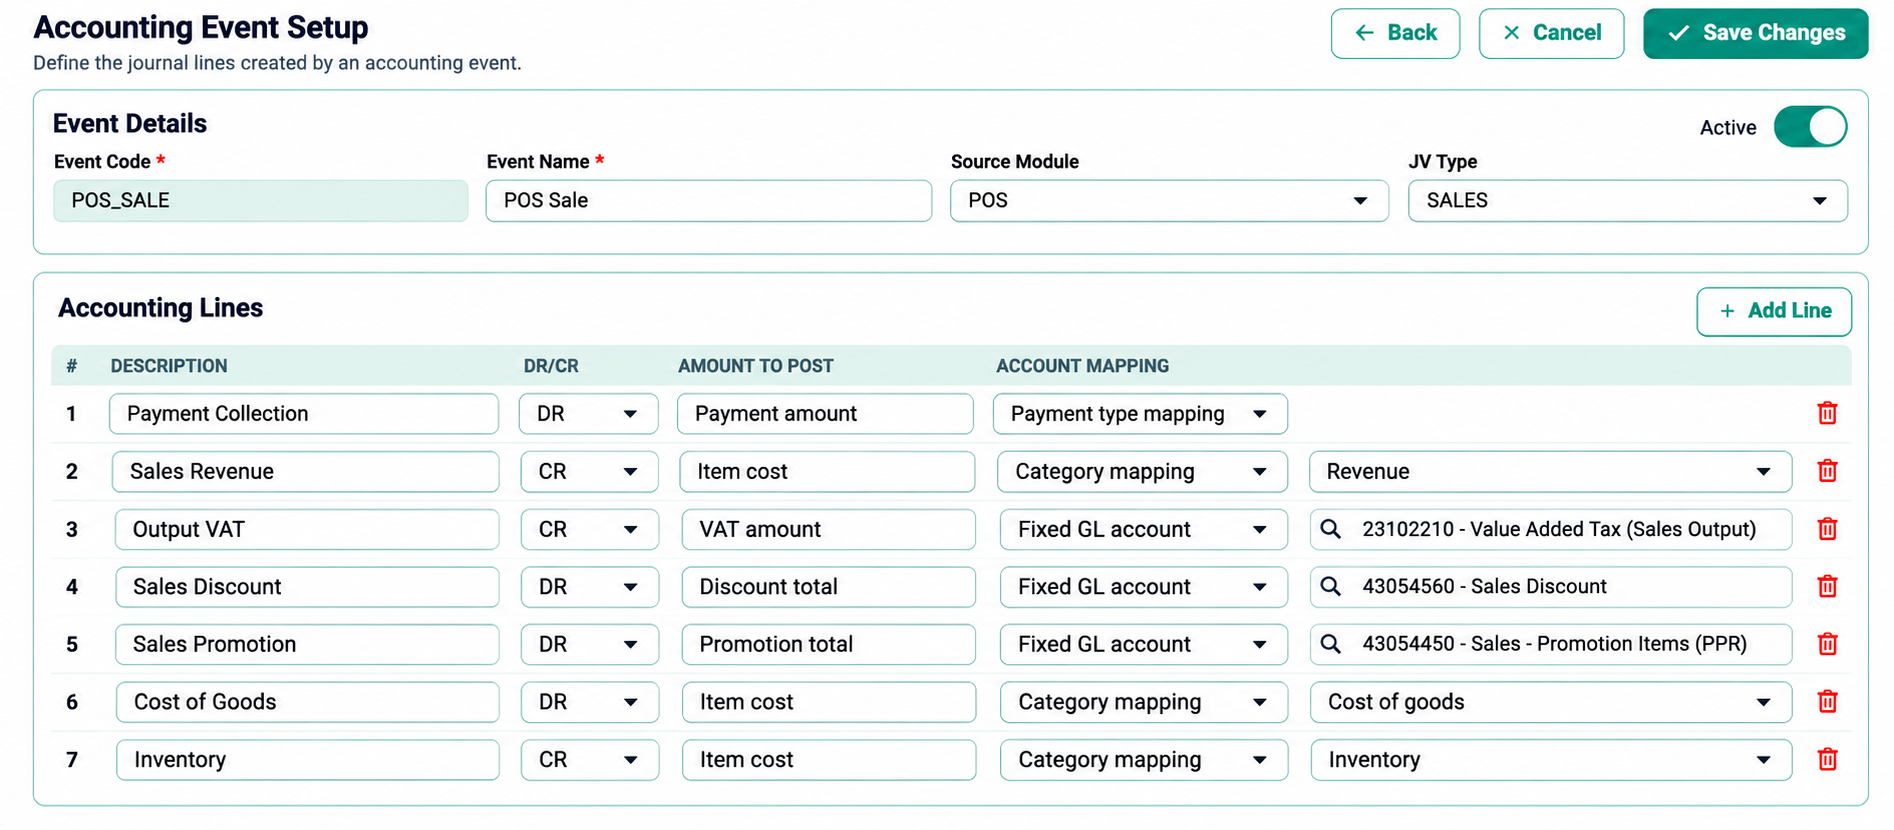 Accounting Event Setup
Back
Cancel
Save Changes
Define the journal lines created by an accounting event.
Event Details
Active
Event Code * Event Name * Source Module JV Type
POS_SALE POS Sale POS SALES
Accounting Lines
+ Add Line
# DESCRIPTION DR/CR AMOUNT TO POST ACCOUNT MAPPING
1 Payment Collection DR Payment amount Payment type mapping
2 Sales Revenue CR Item cost Category mapping Revenue
3 Output VAT CR VAT amount Fixed GL account 23102210 - Value Added Tax (Sales Output)
4 Sales Discount DR Discount total Fixed GL account 43054560 - Sales Discount
5 Sales Promotion DR Promotion total Fixed GL account 43054450 - Sales - Promotion Items (PPR)
6 Cost of Goods DR Item cost Category mapping Cost of goods
7 Inventory CR Item cost Category mapping Inventory